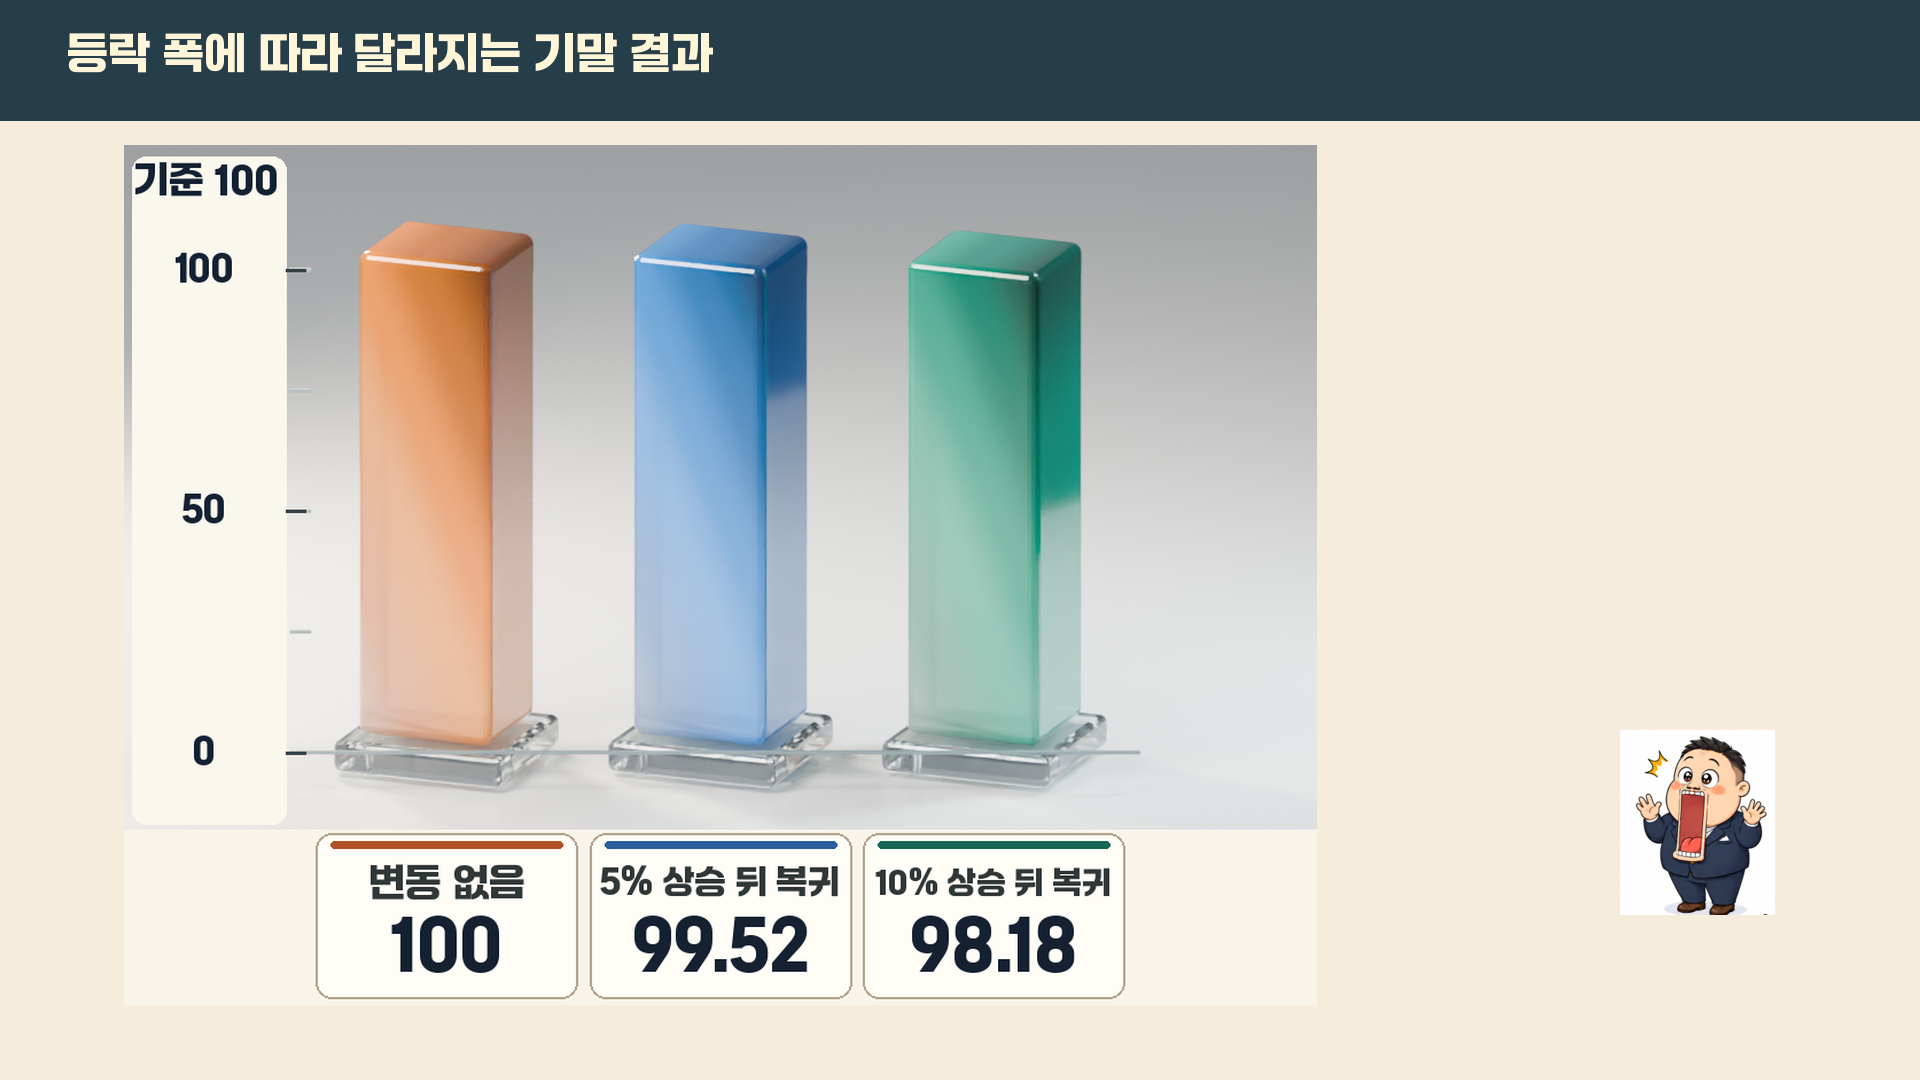 등락 폭에 따라 달라지는 기말 결과
기준 100
100
50
0
변동 없음
100
5% 상승 뒤 복귀
99.52
10% 상승 뒤 복귀
98.18